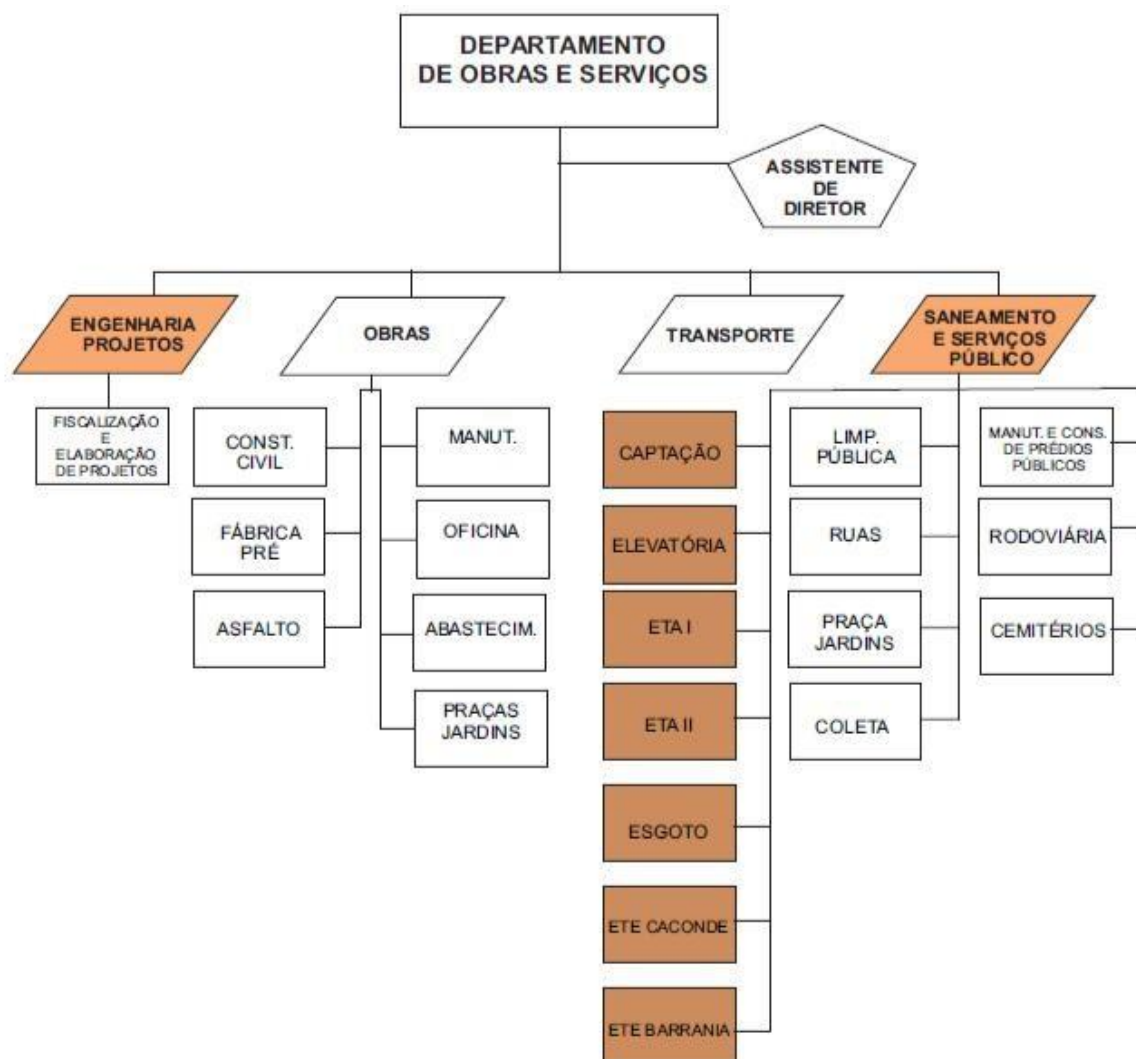 DEPARTAMENTO
DE OBRAS E SERVIÇOS
ASSISTENTE
DE
DIRETOR
ENGENHARIA
PROJETOS
OBRAS
TRANSPORTE
SANEAMENTO
E SERVIÇOS
PÚBLICO
FISCALIZAÇÃO
E
ELABORAÇÃO
DE PROJETOS
CONST.
CIVIL
FÁBRICA
PRÉ
ASFALTO
MANUT.
OFICINA
ABASTECIM.
PRAÇAS
JARDINS
CAPTAÇÃO
ELEVATÓRIA
ETA I
ETA II
ESGOTO
ETE CACONDE
ETE BARRANIA
LIMP.
PÚBLICA
RUAS
PRAÇA
JARDINS
COLETA
MANUT. E CONS.
DE PRÉDIOS
PÚBLICOS
RODOVIÁRIA
CEMITÉRIOS